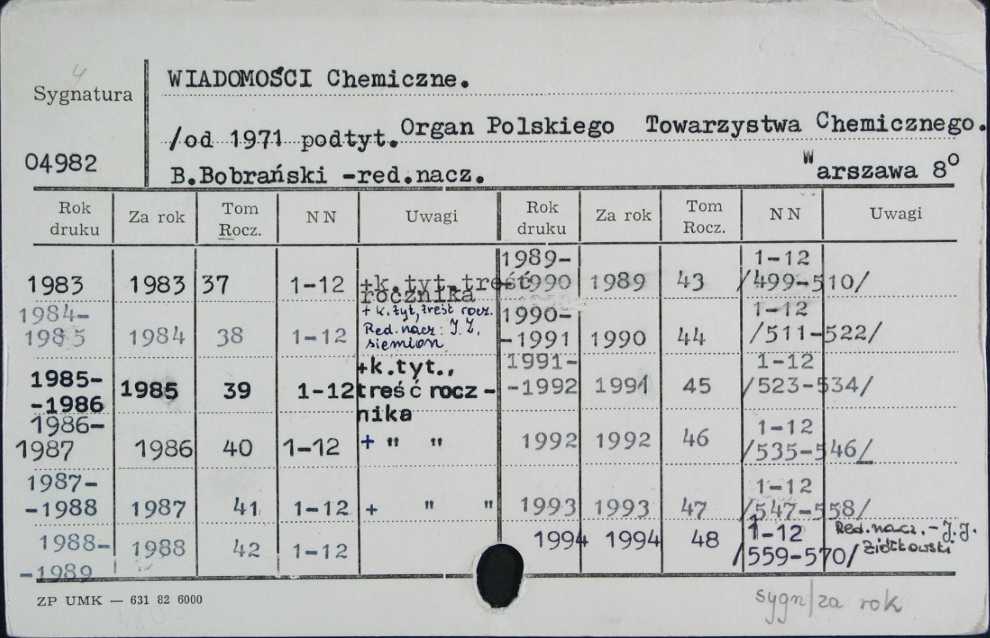 4
WIADOMOŚCI Chemiczne.
Sygnatura
/od 1971 podtyt. Organ Polskiego Towarzystwa Chemicznego.
04982
B.Bobrański -red.nacz. Warszawa 8°
Rok druku Za rok Tom Rocz. NN Uwagi Rok druku Za rok Tom Rocz. NN Uwagi
1983 1983 37 1-12 +k.tyt.treść rocznika
1984-1985 1984 38 1-12 + k.tyt, treść rocz. Red.nacz: J.Z. siemion
1985--1986 1985 39 1-12 +k.tyt., treść rocz-nika
1986-1987 1986 40 1-12 + " "
1987--1988 1987 41 1-12 + " "
1988--1989 1988 42 1-12
1989--1990 1989 43 1-12 /499-510/
1990--1991 1990 44 1-12 /511-522/
1991--1992 1991 45 1-12 /523-534/
1992 1992 46 1-12 /535-546/
1993 1993 47 1-12 /547-558/
1994 1994 48 1-12 /559-570/ Red.nacz.- J.J. Ziółkowski
ZP UMK — 631 82 6000
sygn/za rok